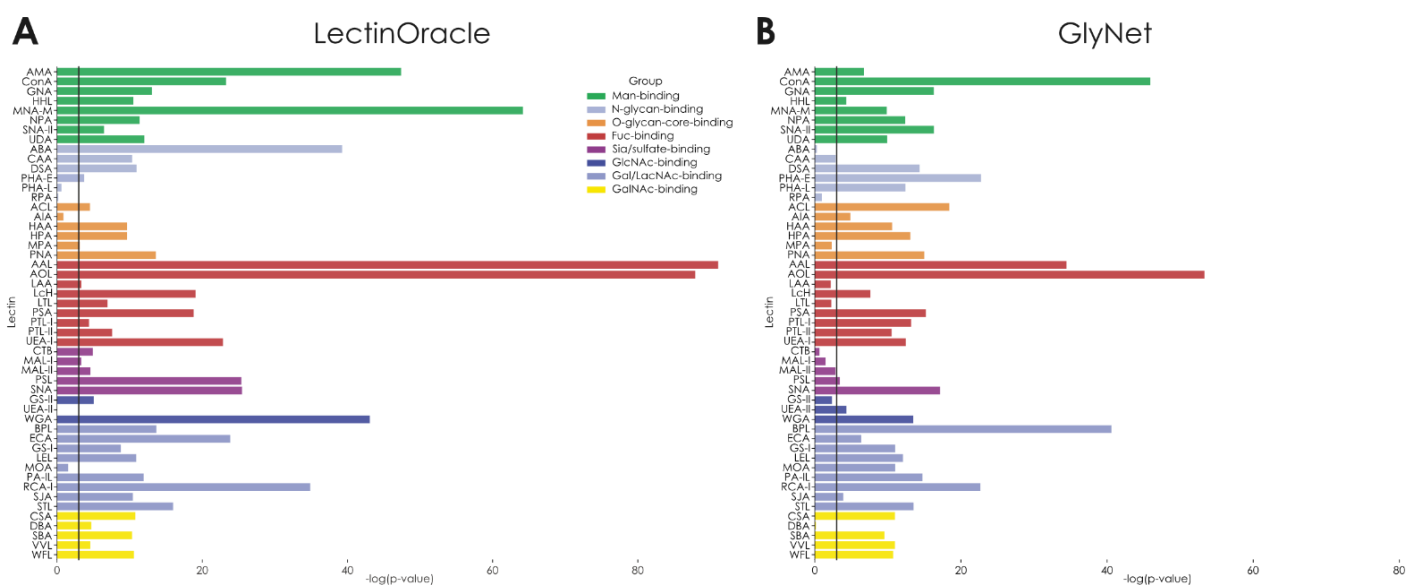 A
LectinOracle
AMA
ConA
GNA
HHL
MNA-M
NPA
SNA-II
UDA
ABA
CAA
DSA
PHA-E
PHA-L
RPA
ACL
AIA
HAA
HPA
MPA
PNA
AAL
AOL
LAA
LcH
LTL
PSA
PTL-I
PTL-II
UEA-I
CTB
MAL-I
MAL-II
PSL
SNA
GS-II
UEA-II
WGA
BPL
ECA
GS-I
LEL
MOA
PA-IL
RCA-I
SJA
STL
CSA
DBA
SBA
VVL
WFL
Lectin
0
20
40
60
80
-log(p-value)
Group
Man-binding
N-glycan-binding
O-glycan-core-binding
Fuc-binding
Sia/sulfate-binding
GlcNAc-binding
Gal/LacNAc-binding
GalNAc-binding
B
GlyNet
AMA
ConA
GNA
HHL
MNA-M
NPA
SNA-II
UDA
ABA
CAA
DSA
PHA-E
PHA-L
RPA
ACL
AIA
HAA
HPA
MPA
PNA
AAL
AOL
LAA
LcH
LTL
PSA
PTL-I
PTL-II
UEA-I
CTB
MAL-I
MAL-II
PSL
SNA
GS-II
UEA-II
WGA
BPL
ECA
GS-I
LEL
MOA
PA-IL
RCA-I
SJA
STL
CSA
DBA
SBA
VVL
WFL
Lectin
0
20
40
60
80
-log(p-value)